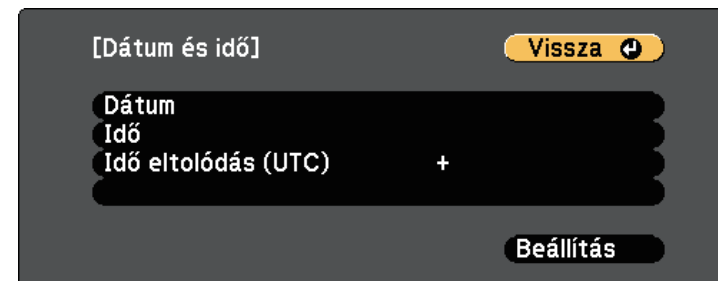 [Dátum és idő] Vissza
Dátum
Idő
Idő eltolódás (UTC) +
Beállítás